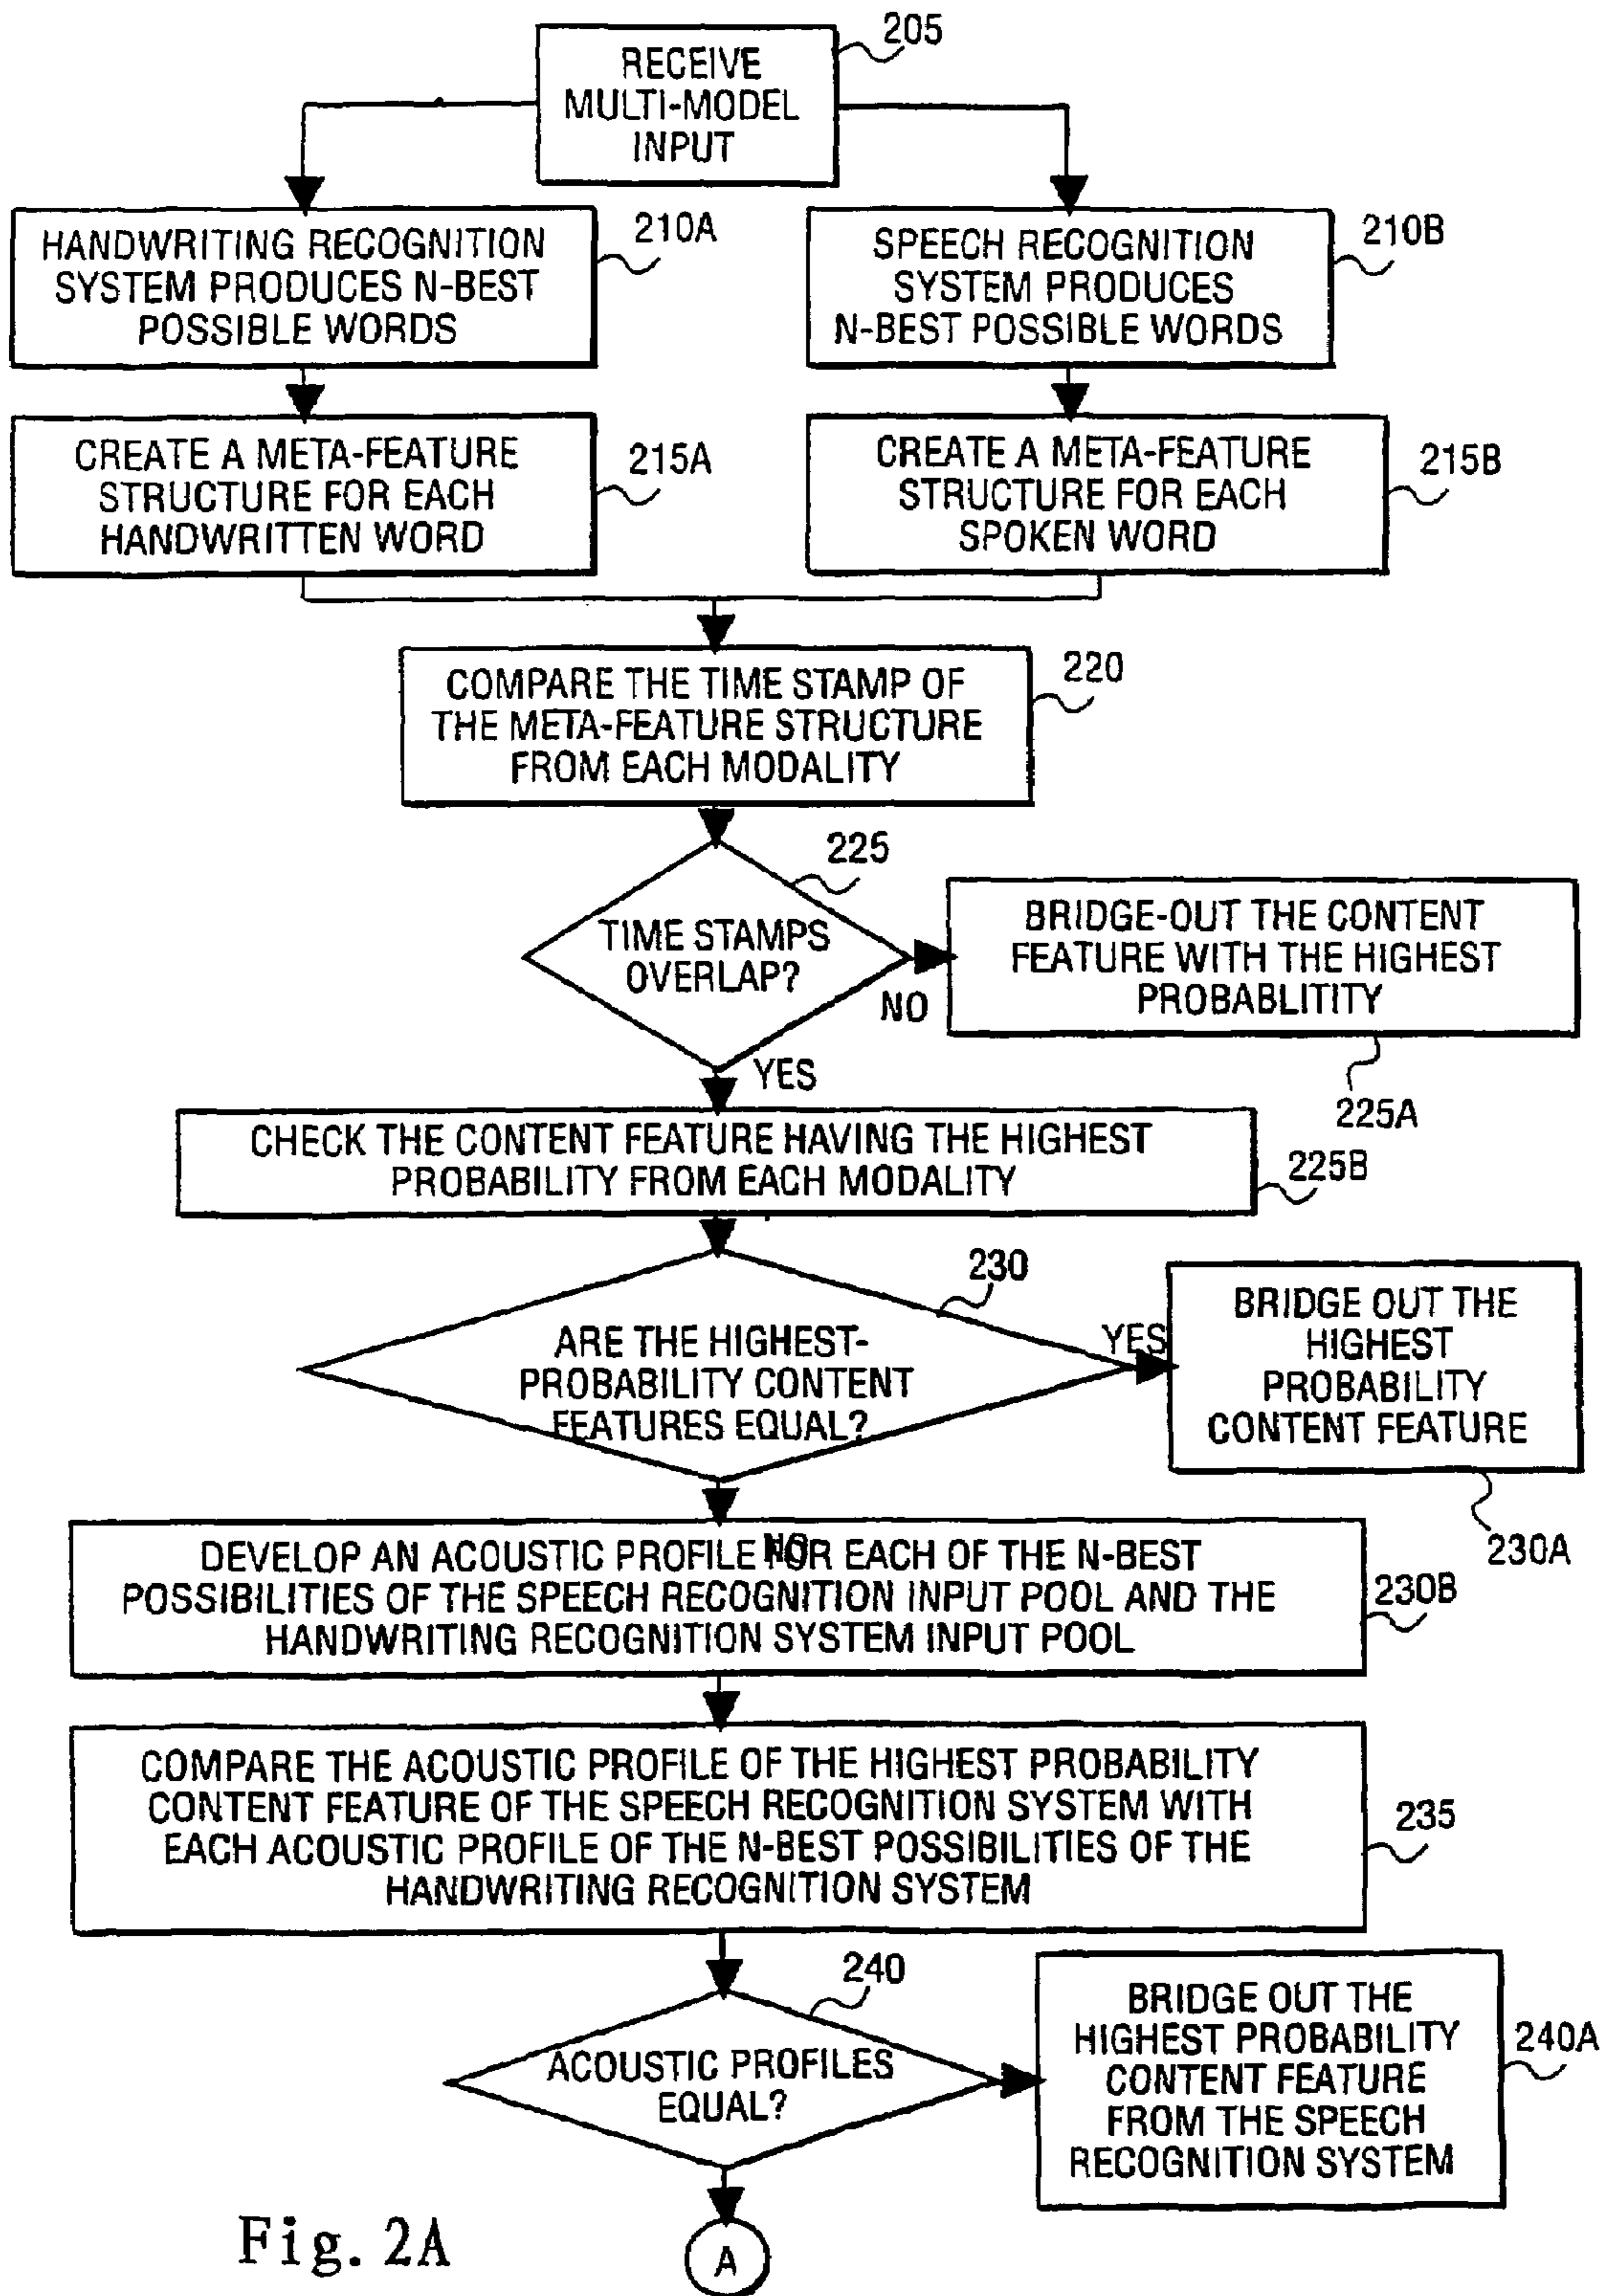 205
RECEIVE
MULTI-MODEL
INPUT
HANDWRITING RECOGNITION
SYSTEM PRODUCES N-BEST
POSSIBLE WORDS
210A
SPEECH RECOGNITION
SYSTEM PRODUCES
N-BEST POSSIBLE WORDS
210B
CREATE A META-FEATURE
STRUCTURE FOR EACH
HANDWRITTEN WORD
215A
CREATE A META-FEATURE
STRUCTURE FOR EACH
SPOKEN WORD
215B
COMPARE THE TIME STAMP OF
THE META-FEATURE STRUCTURE
FROM EACH MODALITY
220
225
TIME STAMPS
OVERLAP?
NO
BRIDGE-OUT THE CONTENT
FEATURE WITH THE HIGHEST
PROBABLITITY
225A
YES
CHECK THE CONTENT FEATURE HAVING THE HIGHEST
PROBABILITY FROM EACH MODALITY
225B
230
ARE THE HIGHEST-
PROBABILITY CONTENT
FEATURES EQUAL?
YES
BRIDGE OUT THE
HIGHEST
PROBABILITY
CONTENT FEATURE
230A
NO
DEVELOP AN ACOUSTIC PROFILE FOR EACH OF THE N-BEST
POSSIBILITIES OF THE SPEECH RECOGNITION INPUT POOL AND THE
HANDWRITING RECOGNITION SYSTEM INPUT POOL
230B
COMPARE THE ACOUSTIC PROFILE OF THE HIGHEST PROBABILITY
CONTENT FEATURE OF THE SPEECH RECOGNITION SYSTEM WITH
EACH ACOUSTIC PROFILE OF THE N-BEST POSSIBILITIES OF THE
HANDWRITING RECOGNITION SYSTEM
235
240
ACOUSTIC PROFILES
EQUAL?
BRIDGE OUT THE
HIGHEST PROBABILITY
CONTENT FEATURE
FROM THE SPEECH
RECOGNITION SYSTEM
240A
A
Fig. 2A